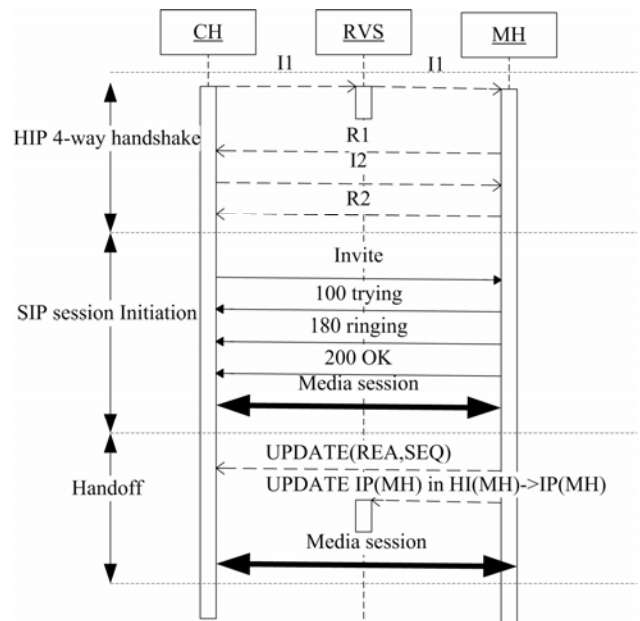 CH
RVS
MH
I1
I1
HIP 4-way handshake
R1
I2
R2
Invite
100 trying
SIP session Initiation
180 ringing
200 OK
Media session
UPDATE(REA,SEQ)
Handoff
UPDATE IP(MH) in HI(MH)->IP(MH)
Media session